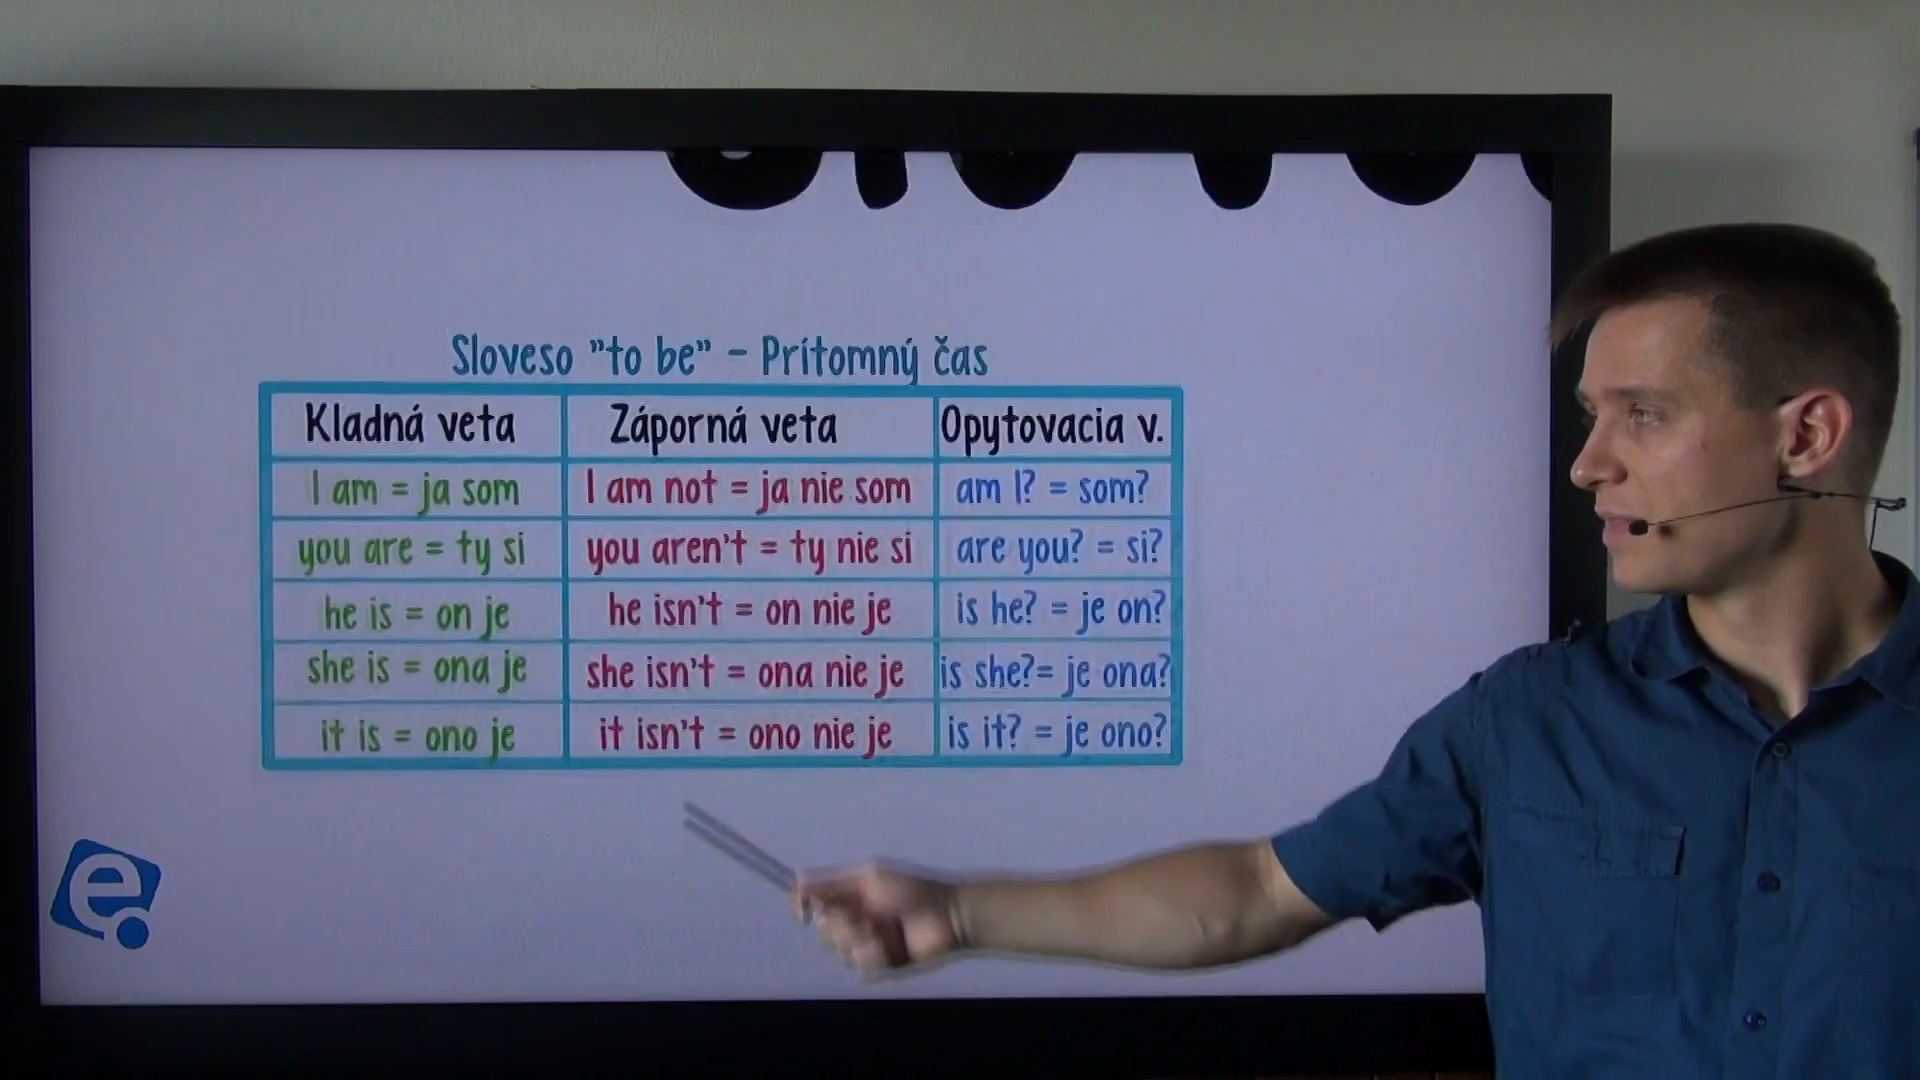 Sloveso "to be" - Prítomný čas
Kladná veta Záporná veta Opytovacia v.
I am = ja som I am not = ja nie som am I? = som?
you are = ty si you aren't = ty nie si are you? = si?
he is = on je he isn't = on nie je is he? = je on?
she is = ona je she isn't = ona nie je is she?= je ona?
it is = ono je it isn't = ono nie je is it? = je ono?
e